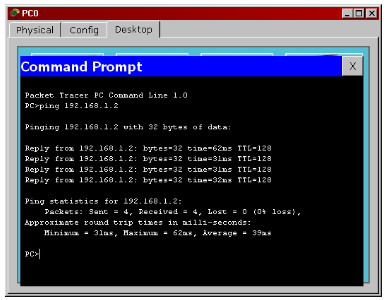 PC0
Physical Config Desktop
Command Prompt X
Packet Tracer PC Command Line 1.0
PC>ping 192.168.1.2
Pinging 192.168.1.2 with 32 bytes of data:
Reply from 192.168.1.2: bytes=32 time=62ms TTL=128
Reply from 192.168.1.2: bytes=32 time=31ms TTL=128
Reply from 192.168.1.2: bytes=32 time=31ms TTL=128
Reply from 192.168.1.2: bytes=32 time=32ms TTL=128
Ping statistics for 192.168.1.2:
Packets: Sent = 4, Received = 4, Lost = 0 (0% loss),
Approximate round trip times in milli-seconds:
Minimum = 31ms, Maximum = 62ms, Average = 39ms
PC>